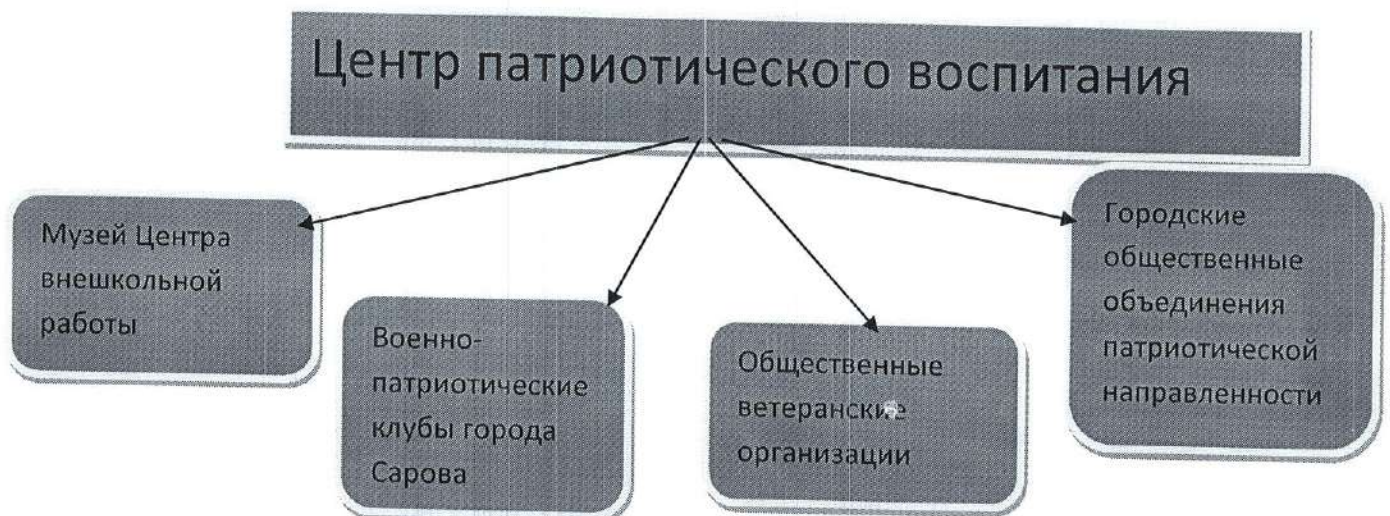 Центр патриотического воспитания
Музей Центра
внешкольной
работы
Военно-
патриотические
клубы города
Сарова
Общественные
ветеранские
организации
Городские
общественные
объединения
патриотической
направленности